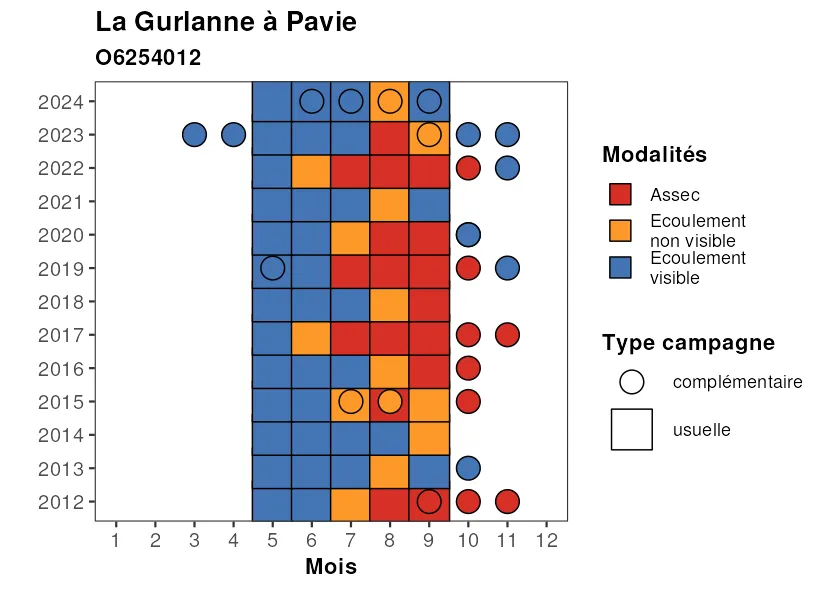 La Gurlanne à Pavie
O6254012
2024
2023
2022
2021
2020
2019
2018
2017
2016
2015
2014
2013
2012
1 2 3 4 5 6 7 8 9 10 11 12
Mois
Modalités
Assec
Ecoulement
non visible
Ecoulement
visible
Type campagne
complémentaire
usuelle